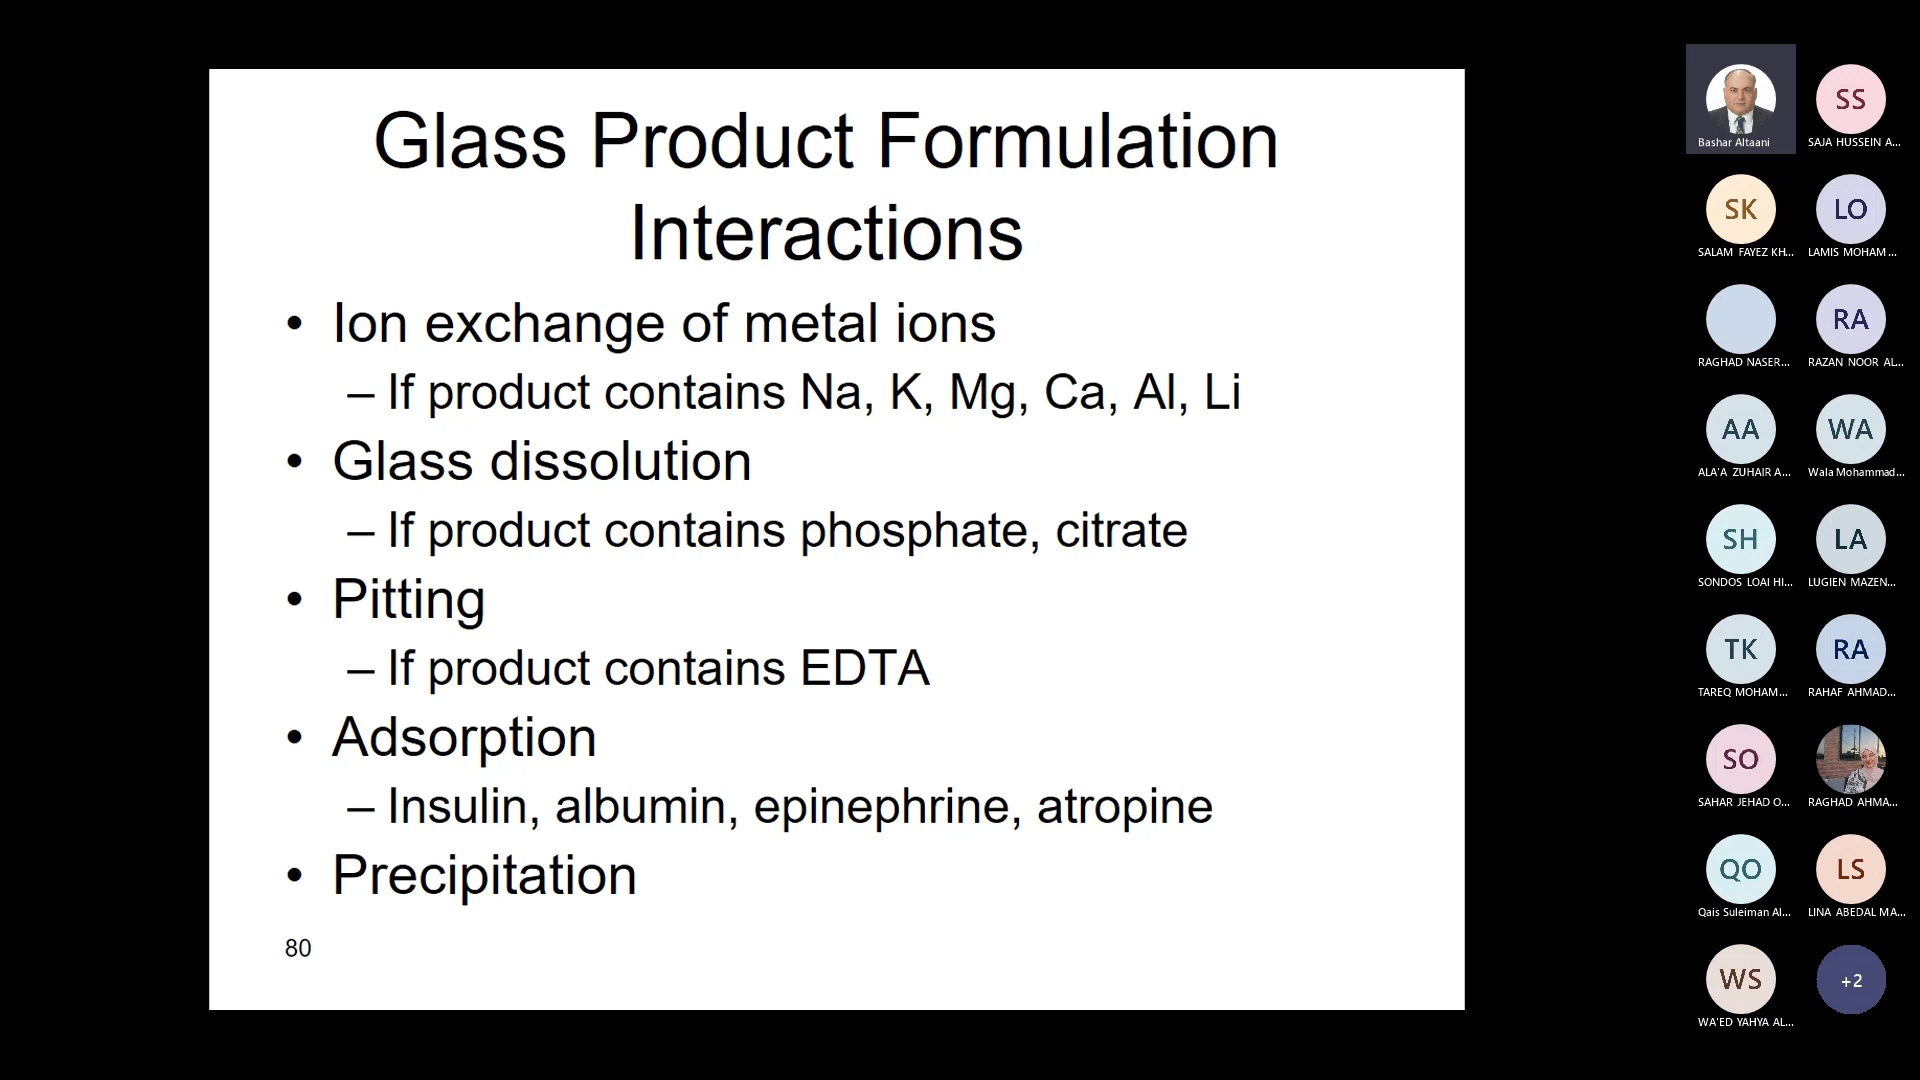 Glass Product Formulation
Interactions
• Ion exchange of metal ions
– If product contains Na, K, Mg, Ca, Al, Li
• Glass dissolution
– If product contains phosphate, citrate
• Pitting
– If product contains EDTA
• Adsorption
– Insulin, albumin, epinephrine, atropine
• Precipitation
80
Bashar Altaani
SS
SAJA HUSSEIN A...
SK
SALAM FAYEZ KH...
LO
LAMIS MOHAM...
RAGHAD NASER...
RA
RAZAN NOOR AL...
AA
ALA'A ZUHAIR A...
WA
Wala Mohammad...
SH
SONDOS LOAI HI...
LA
LUGIEN MAZEN...
TK
TAREQ MOHAM...
RA
RAHAF AHMAD...
SO
SAHAR JEHAD O...
RAGHAD AHMA...
QO
Qais Suleiman Al...
LS
LINA ABEDAL MA...
WS
WA'ED YAHYA AL...
+2